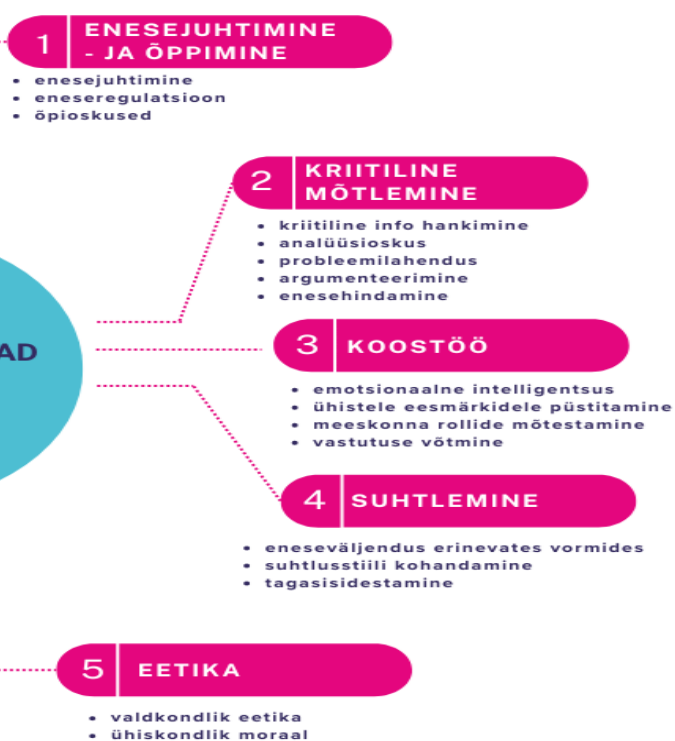 1 ENESEJUHTIMINE
- JA ÕPPIMINE
• enesejuhtimine
• eneseregulatsioon
• õpioskused
2 KRIITILINE
MÕTLEMINE
• kriitiline info hankimine
• analüüsioskus
• probleemilahendus
• argumenteerimine
• enesehindamine
AD
3 KOOSTÖÖ
• emotsionaalne intelligentsus
• ühistele eesmärkidele püstitamine
• meeskonna rollide mõtestamine
• vastutuse võtmine
4 SUHTLEMINE
• eneseväljendus erinevates vormides
• suhtlusstiili kohandamine
• tagasisidestamine
5 EETIKA
• valdkondlik eetika
• ühiskondlik moraal